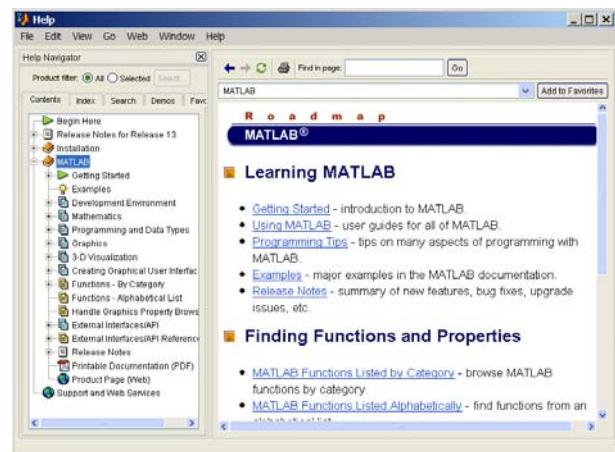 Help
File Edit View Go Web Window Help
Help Navigator
Product filter: All Selected Select...
Contents Index Search Demos Favo
Begin Here
Release Notes for Release 13
Installation
MATLAB
Getting Started
Examples
Development Environment
Mathematics
Programming and Data Types
Graphics
3-D Visualization
Creating Graphical User Interfac
Functions - By Category
Functions - Alphabetical List
Handle Graphics Property Brows
External Interfaces/API
External Interfaces/API Referenc
Release Notes
Printable Documentation (PDF)
Product Page (Web)
Support and Web Services
Find in page: Go
MATLAB Add to Favorites
Roadmap
MATLAB®
Learning MATLAB
Getting Started - introduction to MATLAB.
Using MATLAB - user guides for all of MATLAB.
Programming Tips - tips on many aspects of programming with
MATLAB.
Examples - major examples in the MATLAB documentation.
Release Notes - summary of new features, bug fixes, upgrade
issues, etc.
Finding Functions and Properties
MATLAB Functions Listed by Category - browse MATLAB
functions by category.
MATLAB Functions Listed Alphabetically - find functions from an